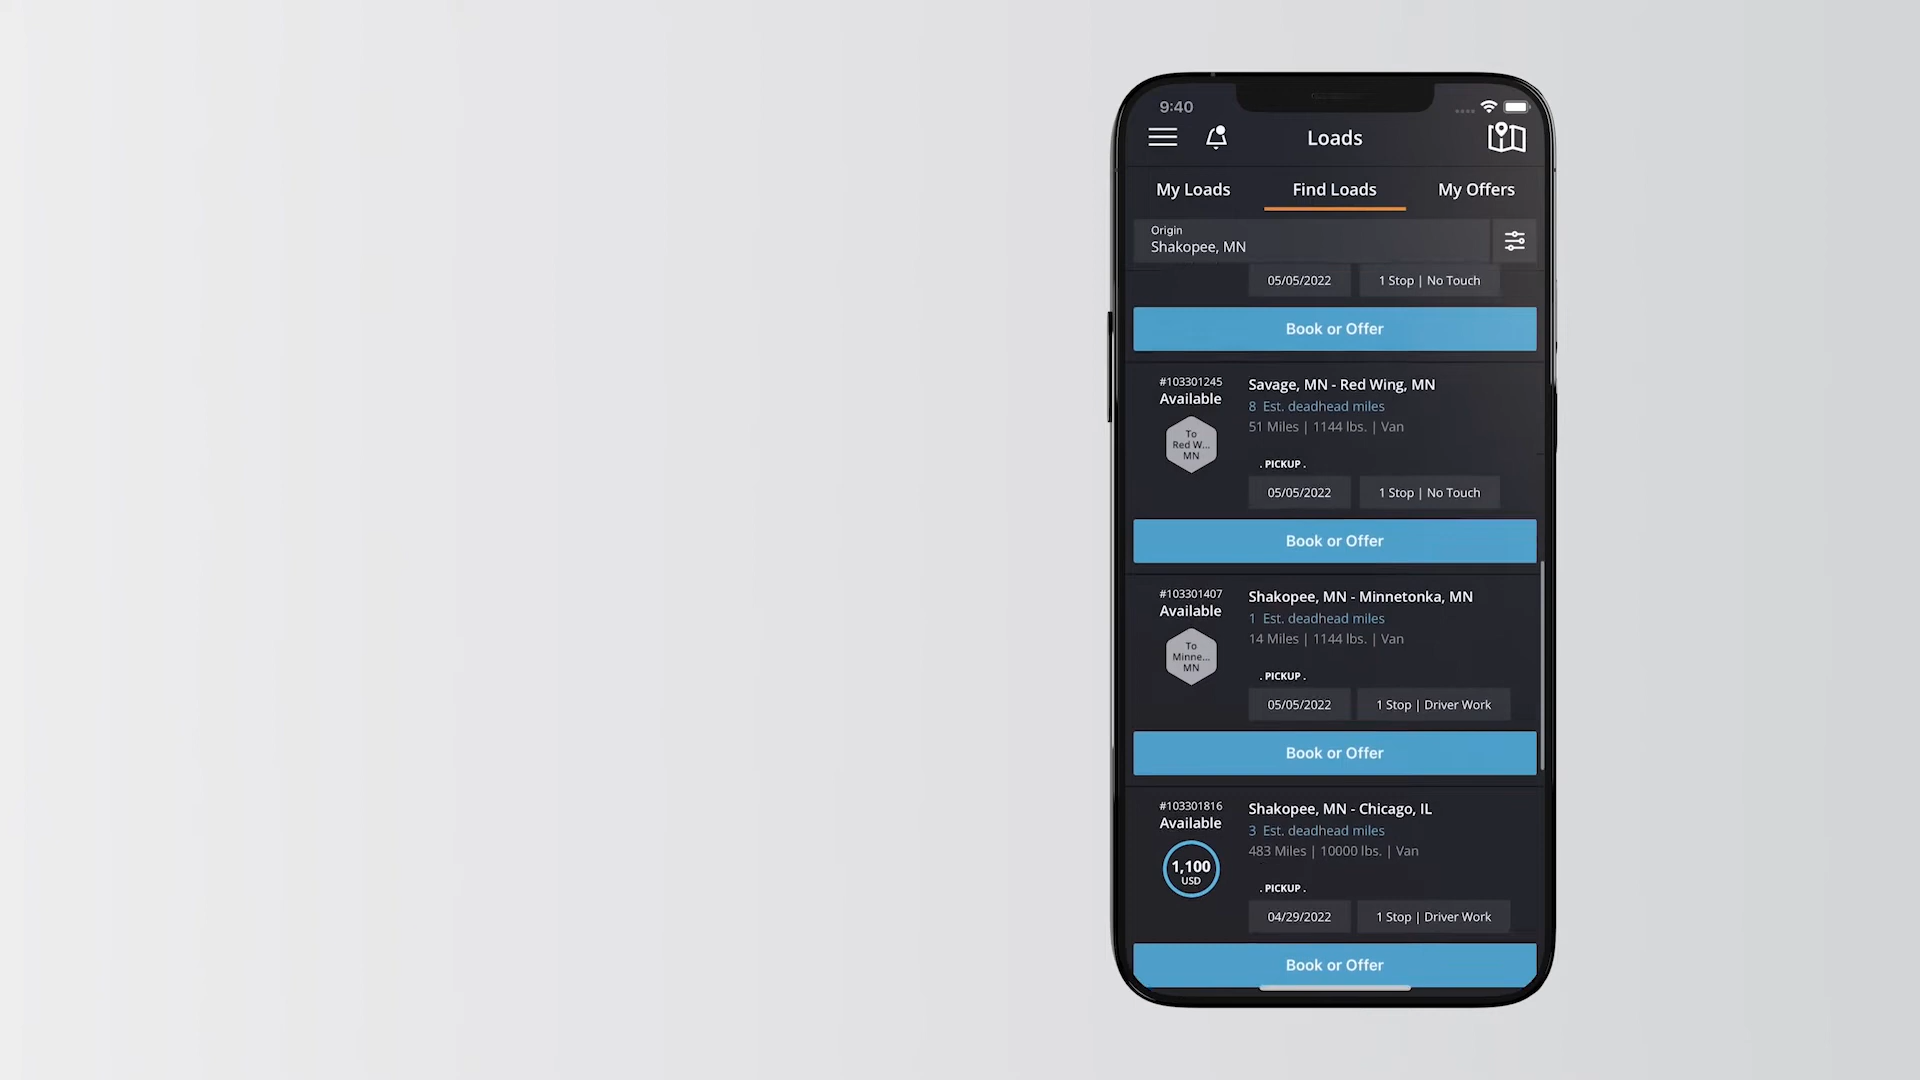 9:40
Loads
My Loads Find Loads My Offers
Origin
Shakopee, MN
05/05/2022 1 Stop | No Touch
Book or Offer
#103301245
Available
Savage, MN - Red Wing, MN
8 Est. deadhead miles
51 Miles | 1144 lbs. | Van
To
Red W...
MN
. PICKUP .
05/05/2022 1 Stop | No Touch
Book or Offer
#103301407
Available
Shakopee, MN - Minnetonka, MN
1 Est. deadhead miles
14 Miles | 1144 lbs. | Van
To
Minne...
MN
. PICKUP .
05/05/2022 1 Stop | Driver Work
Book or Offer
#103301816
Available
Shakopee, MN - Chicago, IL
3 Est. deadhead miles
483 Miles | 10000 lbs. | Van
1,100
USD
. PICKUP .
04/29/2022 1 Stop | Driver Work
Book or Offer